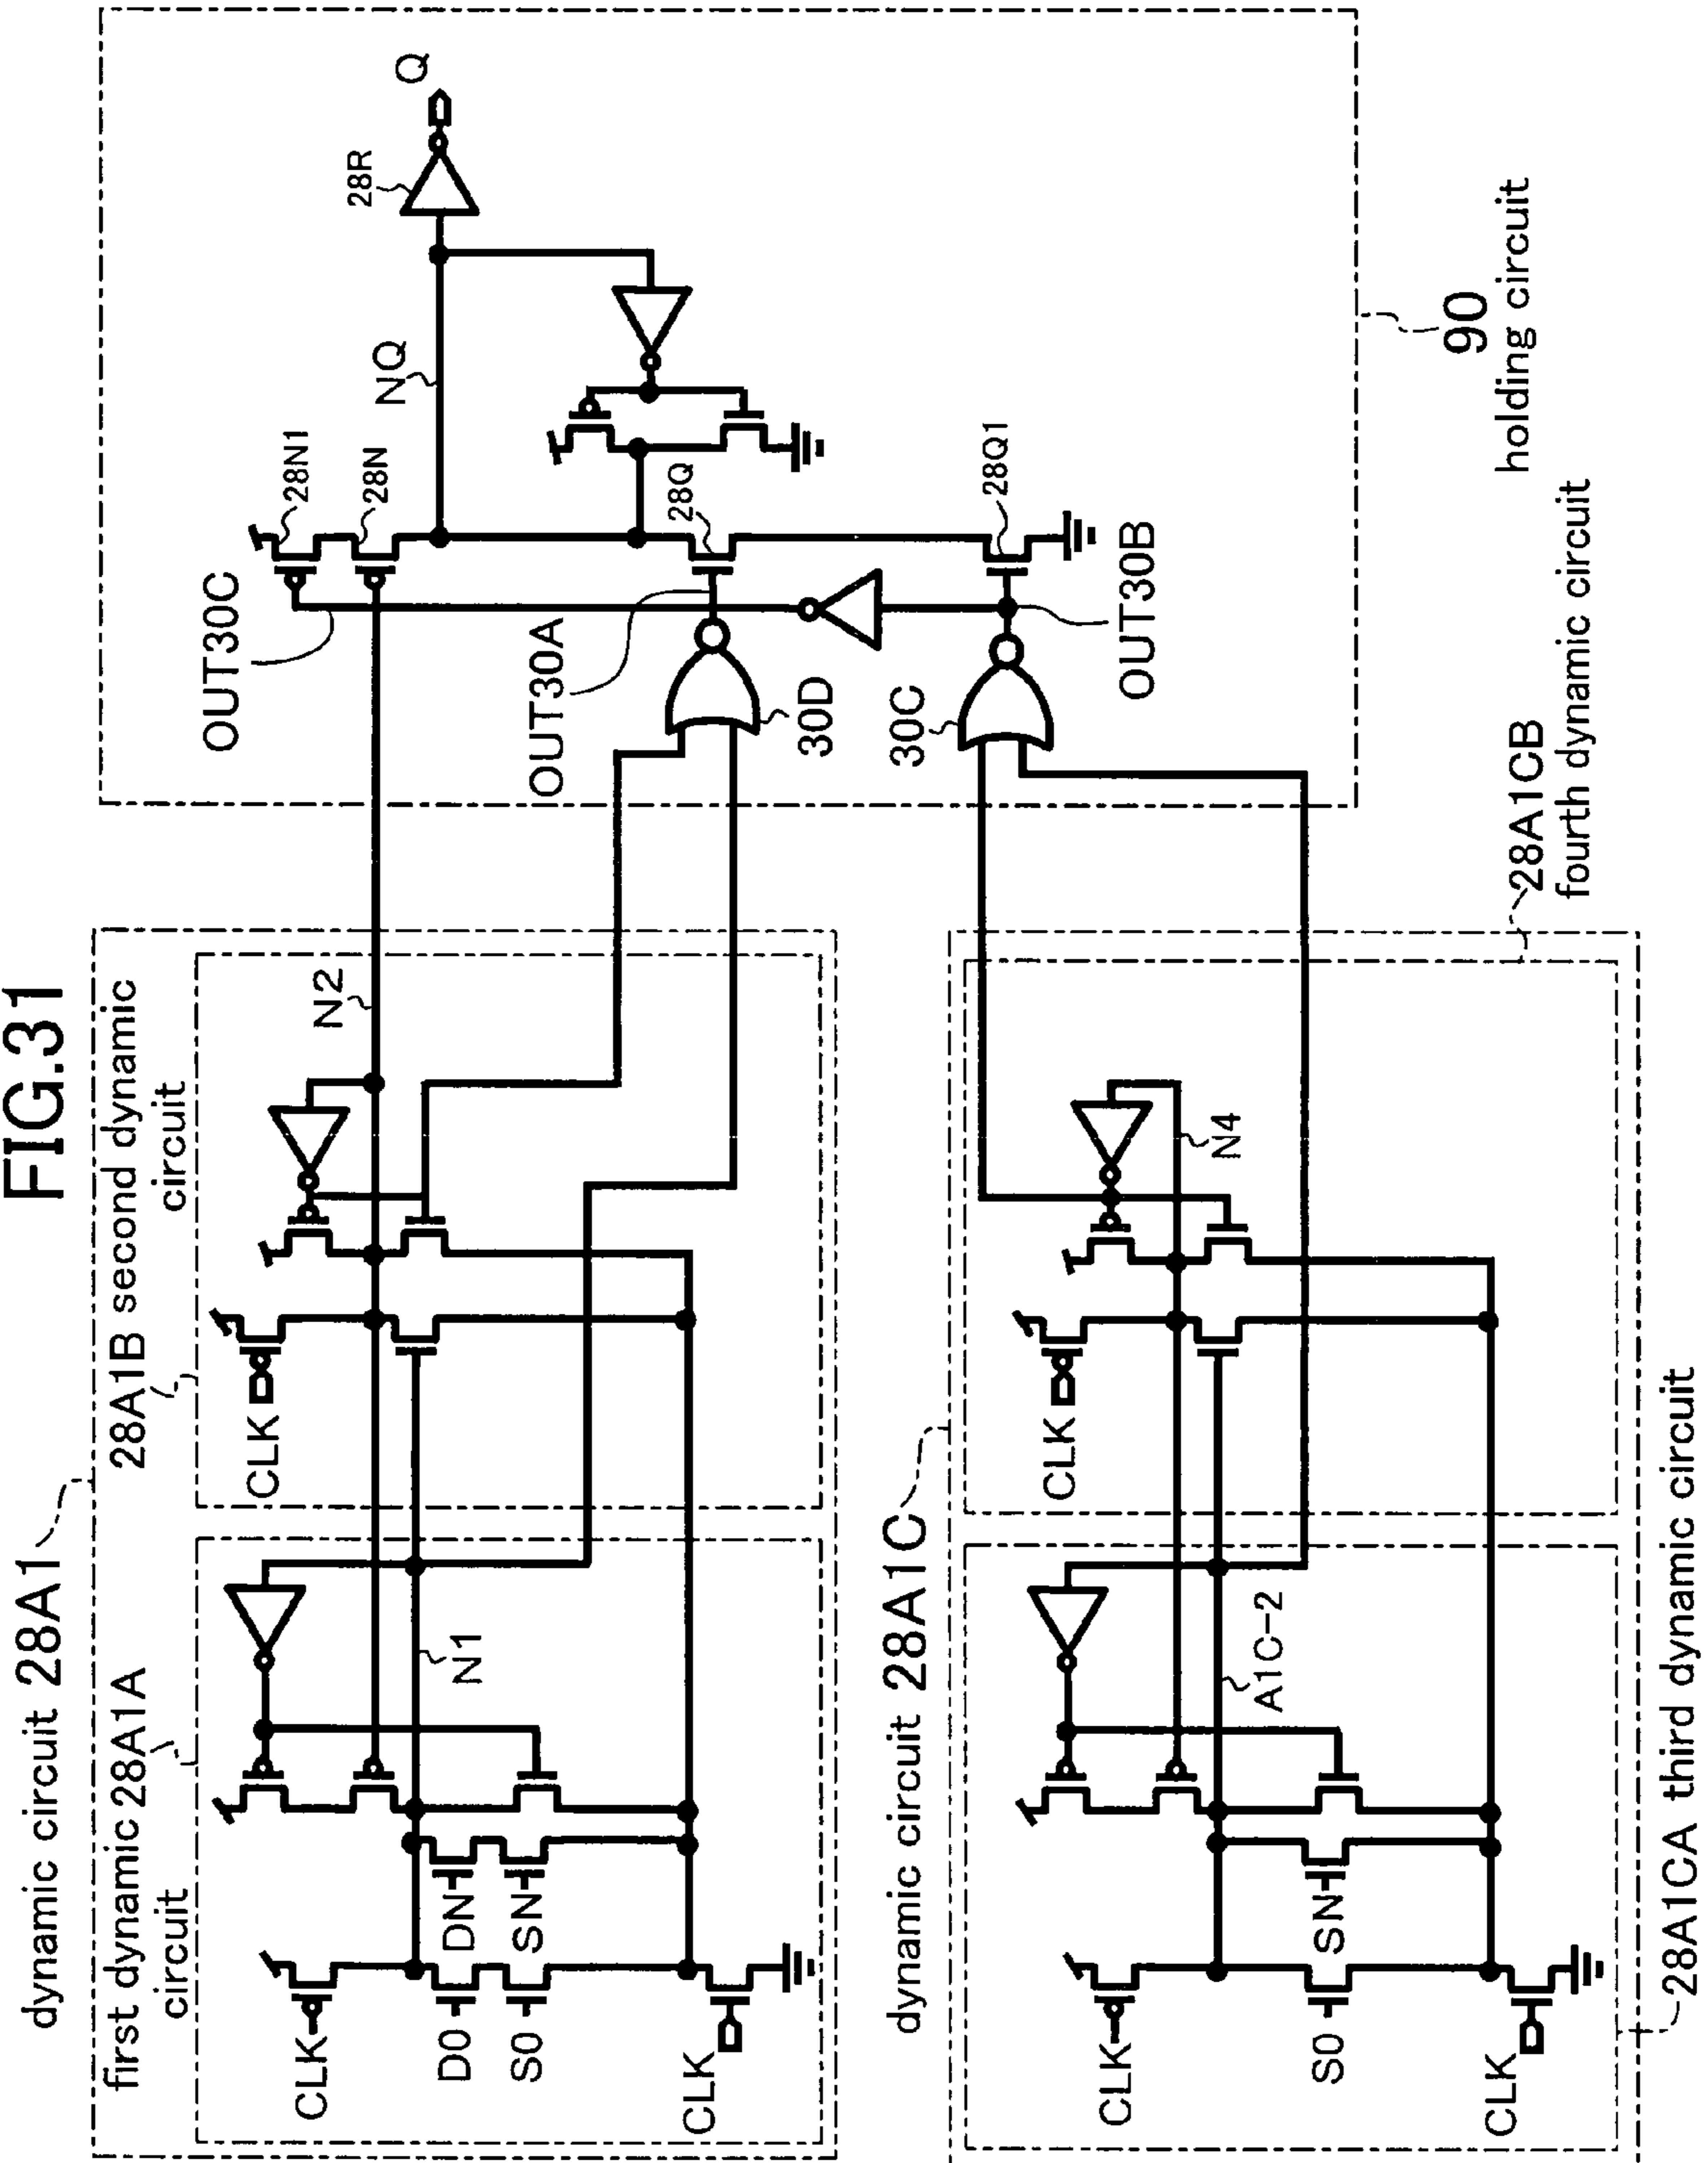 FIG.31
dynamic circuit 28A1
first dynamic 28A1A
circuit
28A1B second dynamic
circuit
CLK
D0
S0
DN
SN
CLK
N1
CLK
N2
OUT30C
28N1
28N
NQ
28R
Q
OUT30A
28Q
30D
30C
28Q1
OUT30B
90
holding circuit
dynamic circuit 28A1C
CLK
S0
SN
CLK
A1C-2
CLK
N4
28A1CB
fourth dynamic circuit
28A1CA third dynamic circuit